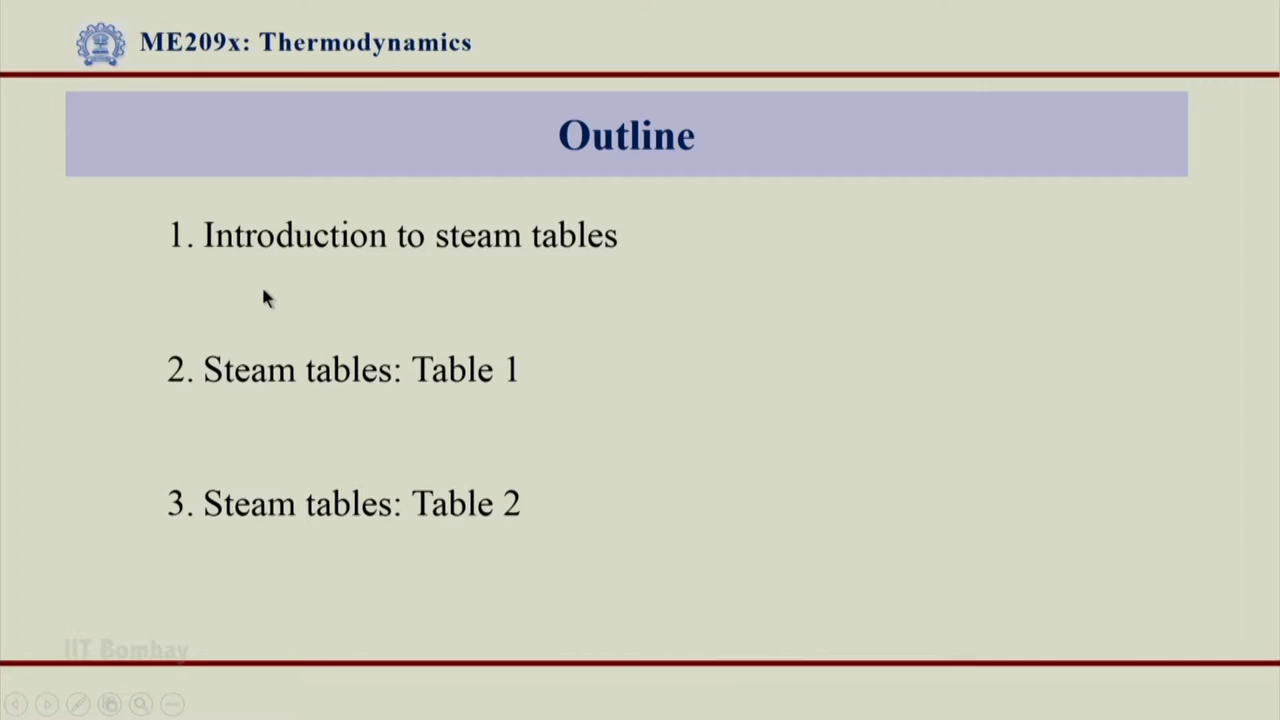 ME209x: Thermodynamics
Outline
1. Introduction to steam tables
2. Steam tables: Table 1
3. Steam tables: Table 2
IIT Bombay